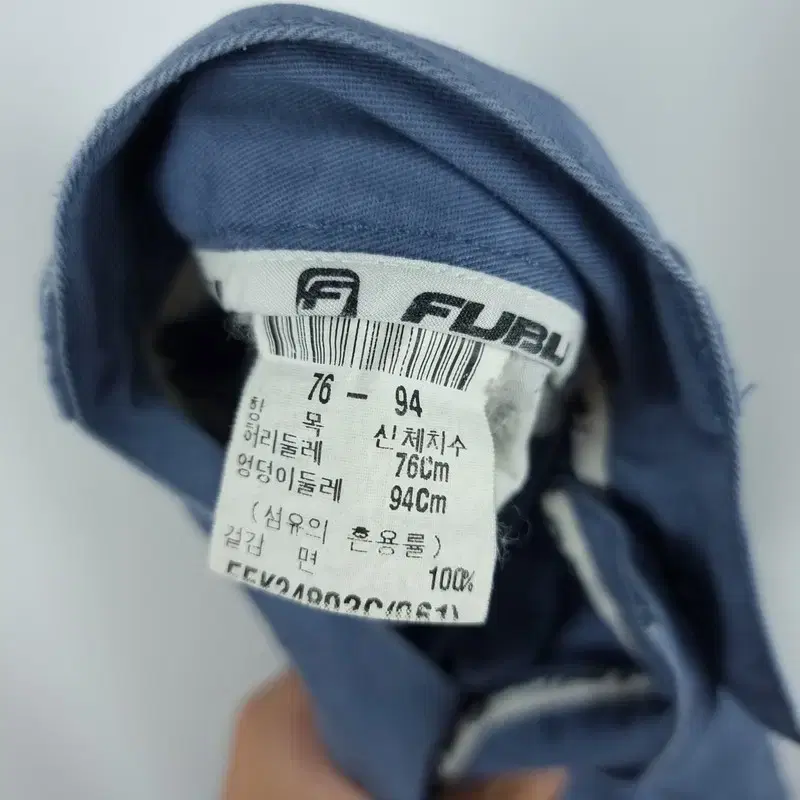 FUBU
76 - 94
항 목 신체치수
허리둘레 76Cm
엉덩이둘레 94Cm
(섬유의 혼용률)
겉감 면 100%